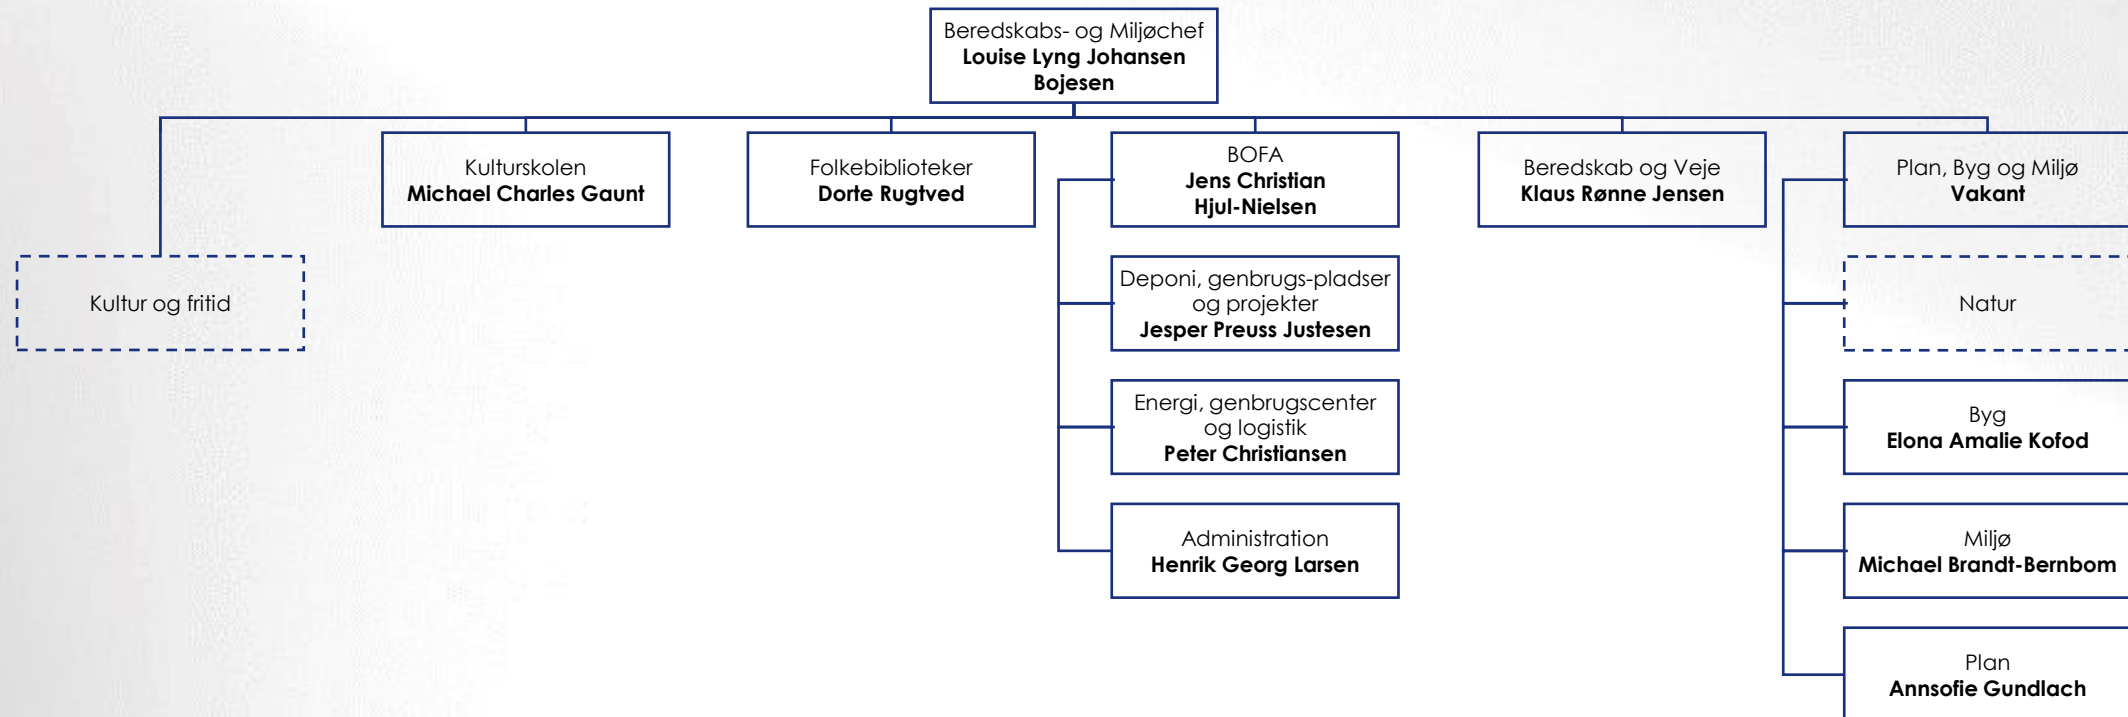 Beredskabs- og Miljøchef
Louise Lyng Johansen
Bojesen
Kulturskolen
Michael Charles Gaunt
Folkebiblioteker
Dorte Rugtved
BOFA
Jens Christian
Hjul-Nielsen
Beredskab og Veje
Klaus Rønne Jensen
Plan, Byg og Miljø
Vakant
Kultur og fritid
Deponi, genbrugs-pladser
og projekter
Jesper Preuss Justesen
Natur
Energi, genbrugscenter
og logistik
Peter Christiansen
Byg
Elona Amalie Kofod
Administration
Henrik Georg Larsen
Miljø
Michael Brandt-Bernbom
Plan
Annsofie Gundlach